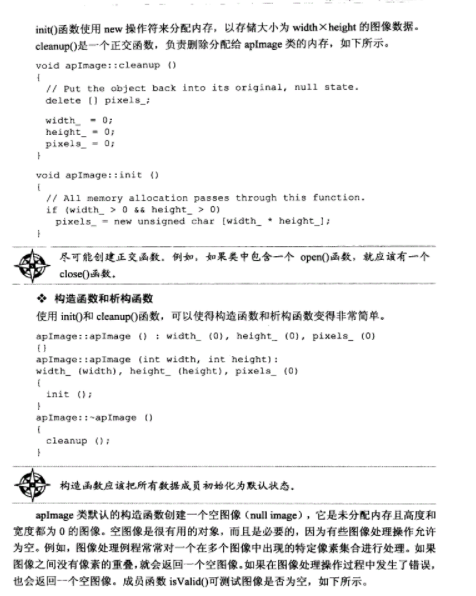 init()函数使用 new 操作符来分配内存，以存储大小为 width×height 的图像数据。
cleanup()是一个正交函数，负责删除分配给 apImage 类的内存，如下所示。
void apImage::cleanup ()
{
// Put the object back into its original, null state.
delete [] pixels_;
width_ = 0;
height_ = 0;
pixels_ = 0;
}
void apImage::init ()
{
// All memory allocation passes through this function.
if (width_ > 0 && height_ > 0)
pixels_ = new unsigned char [width_ * height_];
}
尽可能创建正交函数。例如，如果类中包含一个 open()函数，就应该有一个
close()函数。
❖ 构造函数和析构函数
使用 init()和 cleanup()函数，可以使得构造函数和析构函数变得非常简单。
apImage::apImage () : width_ (0), height_ (0), pixels_ (0)
{}
apImage::apImage (int width, int height):
width_ (width), height_ (height), pixels_ (0)
{
init ();
}
apImage::~apImage ()
{
cleanup ();
}
构造函数应该把所有数据成员初始化为默认状态。
apImage 类默认的构造函数创建一个空图像（null image），它是未分配内存且高度和
宽度都为 0 的图像。空图像是很有用的对象，而且是必要的，因为有些图像处理操作允许
为空。例如，图像处理例程常常对一个在多个图像中出现的特定像素集合进行处理。如果
图像之间没有像素的重叠，就会返回一个空图像。如果在图像处理操作过程中发生了错误，
也会返回一个空图像。成员函数 isValid()可测试图像是否为空，如下所示。